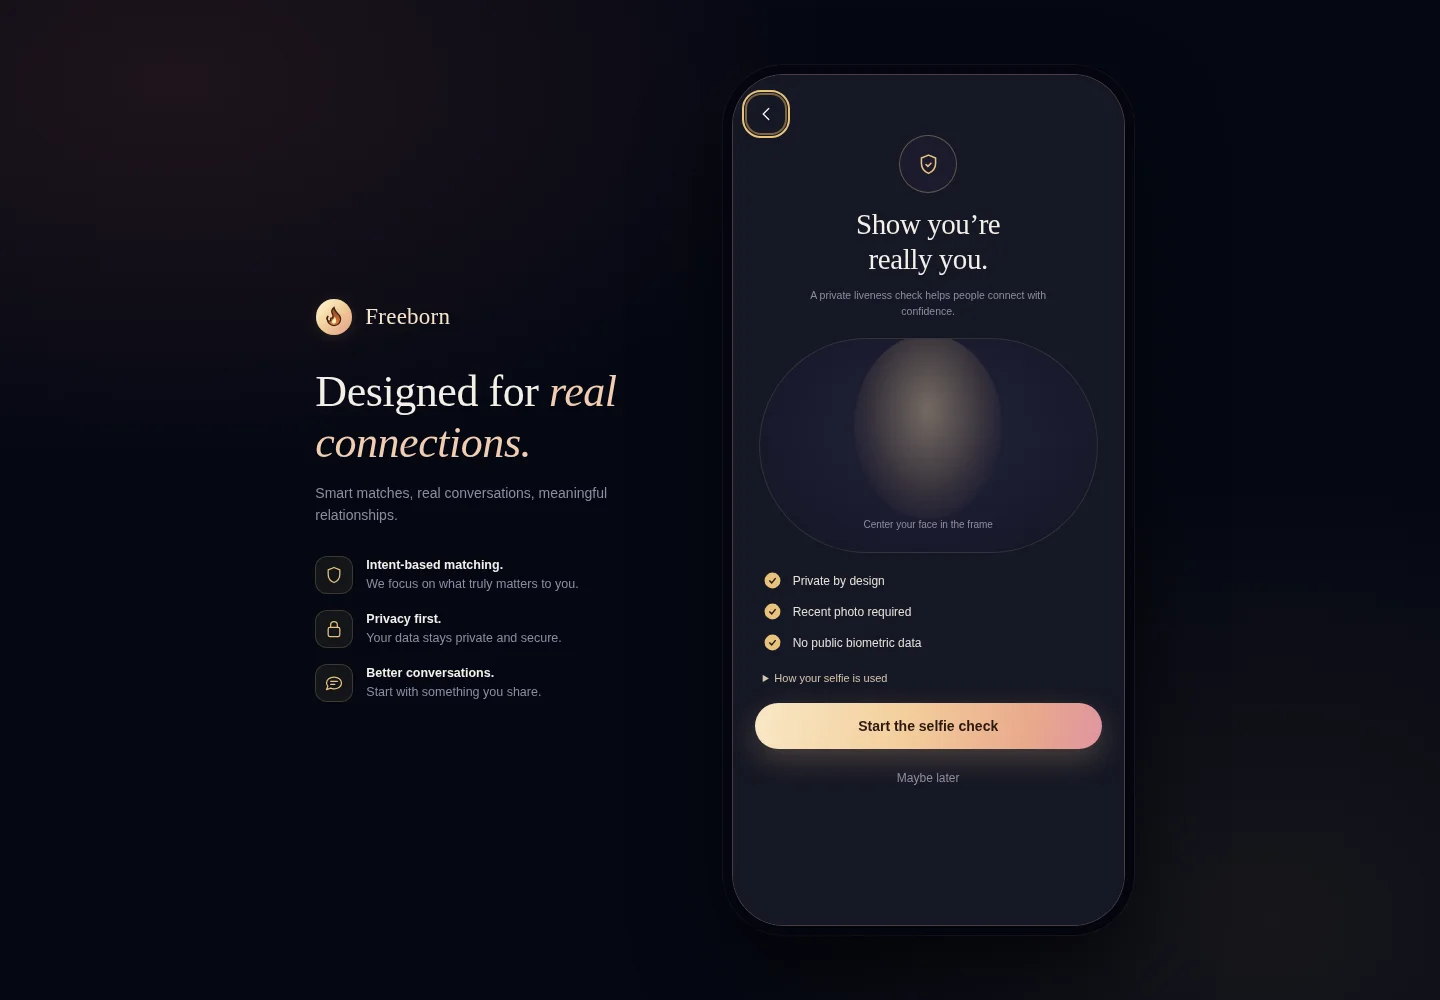 Freeborn
Designed for real
connections.
Smart matches, real conversations, meaningful
relationships.
Intent-based matching.
We focus on what truly matters to you.
Privacy first.
Your data stays private and secure.
Better conversations.
Start with something you share.
Show you’re
really you.
A private liveness check helps people connect with
confidence.
Center your face in the frame
Private by design
Recent photo required
No public biometric data
How your selfie is used
Start the selfie check
Maybe later